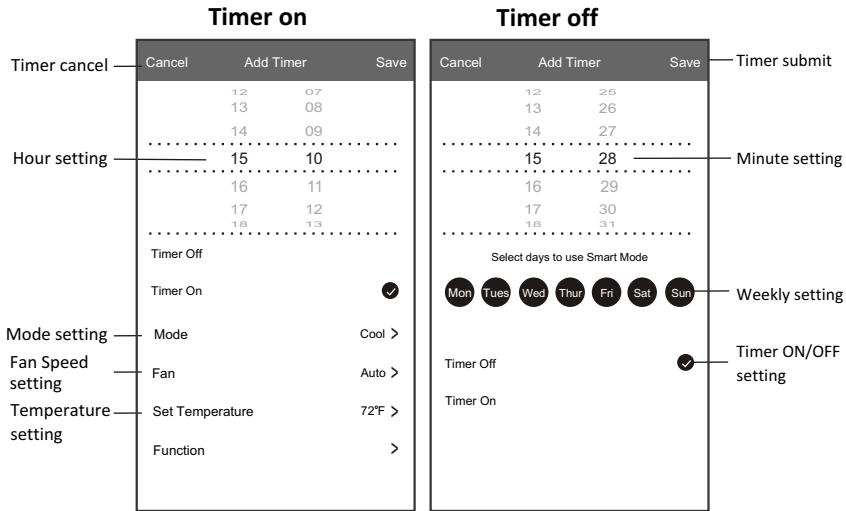 Timer on
Timer off
Timer cancel
Cancel Add Timer Save
Cancel Add Timer Save
Timer submit
12 07
13 08
14 09
15 10
16 11
17 12
18 13
12 25
13 26
14 27
15 28
16 29
17 30
18 31
Hour setting
Minute setting
Timer Off
Timer On
Mode setting
Mode Cool >
Fan Speed
setting
Fan Auto >
Temperature
setting
Set Temperature 72°F >
Function >
Select days to use Smart Mode
Mon Tues Wed Thur Fri Sat Sun
Weekly setting
Timer Off
Timer On
Timer ON/OFF
setting